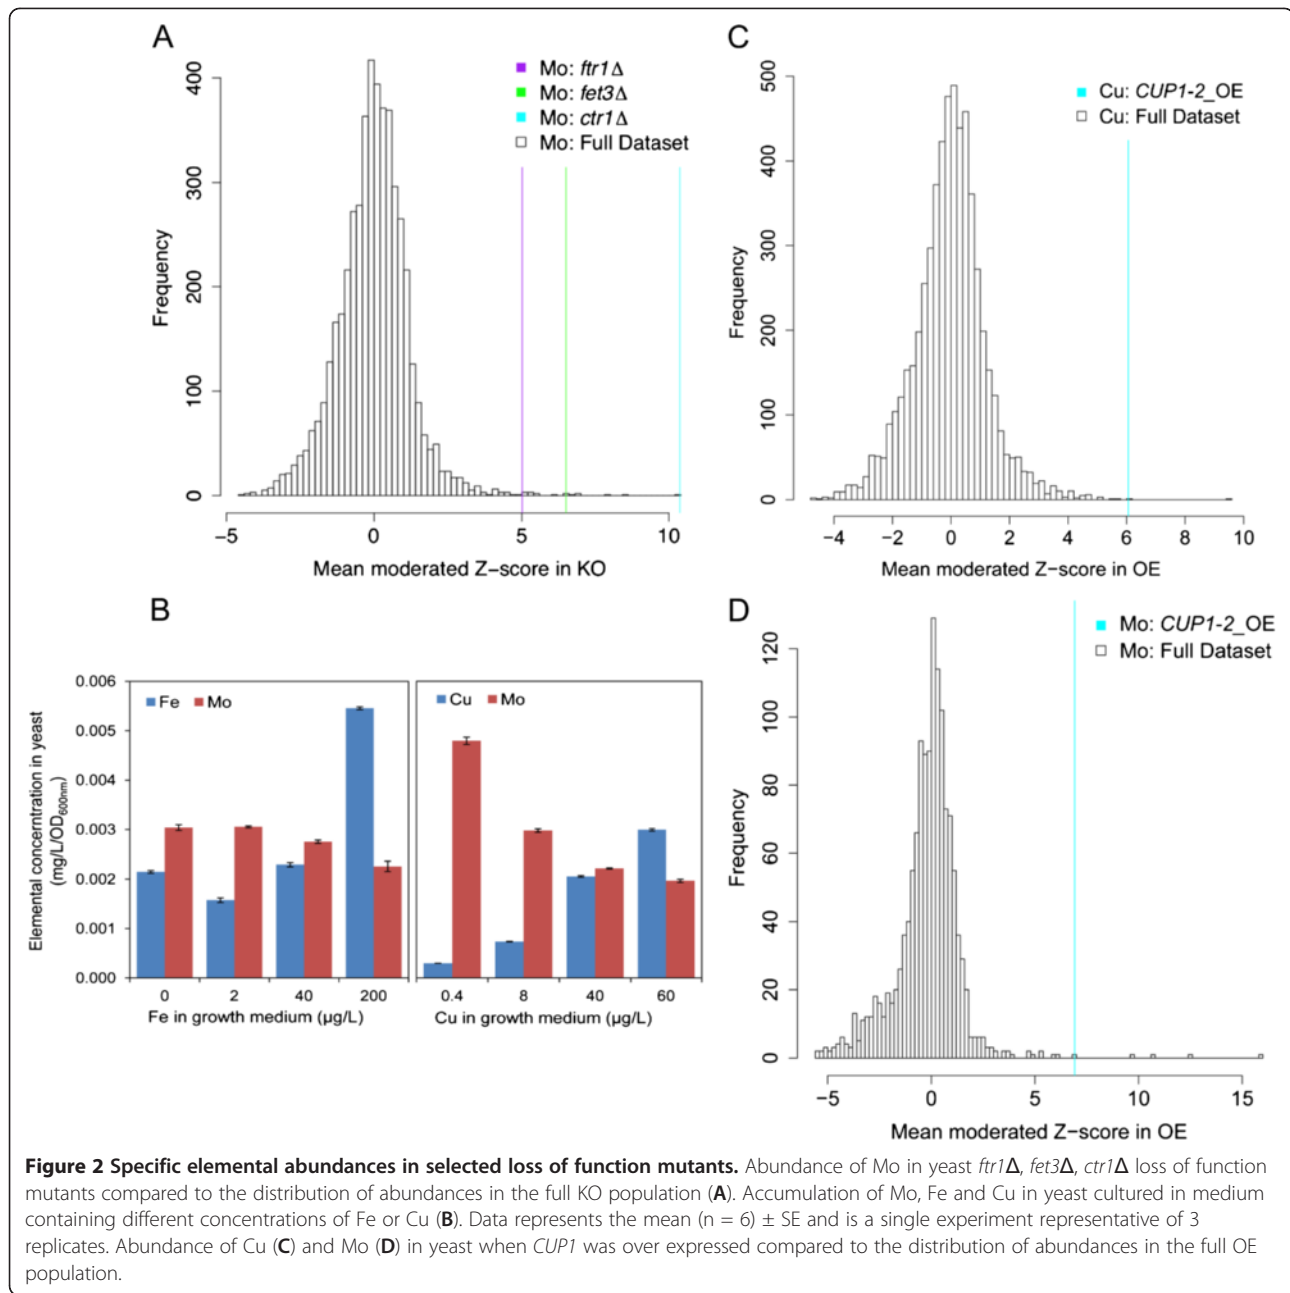 A
Mo: ftr1Δ
Mo: fet3Δ
Mo: ctr1Δ
Mo: Full Dataset
Frequency
400
300
200
100
0
−5
0
5
10
Mean moderated Z−score in KO
C
Cu: CUP1-2_OE
Cu: Full Dataset
Frequency
500
400
300
200
100
0
−4
−2
0
2
4
6
8
10
Mean moderated Z−score in OE
B
Fe Mo
Cu Mo
Elemental concerntration in yeast
(mg/L/OD600nm)
0.006
0.005
0.004
0.003
0.002
0.001
0.000
0 2 40 200
Fe in growth medium (µg/L)
0.4 8 40 60
Cu in growth medium (µg/L)
D
Mo: CUP1-2_OE
Mo: Full Dataset
Frequency
120
100
80
60
40
20
0
−5
0
5
10
15
Mean moderated Z−score in OE
Figure 2 Specific elemental abundances in selected loss of function mutants. Abundance of Mo in yeast ftr1Δ, fet3Δ, ctr1Δ loss of function
mutants compared to the distribution of abundances in the full KO population (A). Accumulation of Mo, Fe and Cu in yeast cultured in medium
containing different concentrations of Fe or Cu (B). Data represents the mean (n = 6) ± SE and is a single experiment representative of 3
replicates. Abundance of Cu (C) and Mo (D) in yeast when CUP1 was over expressed compared to the distribution of abundances in the full OE
population.